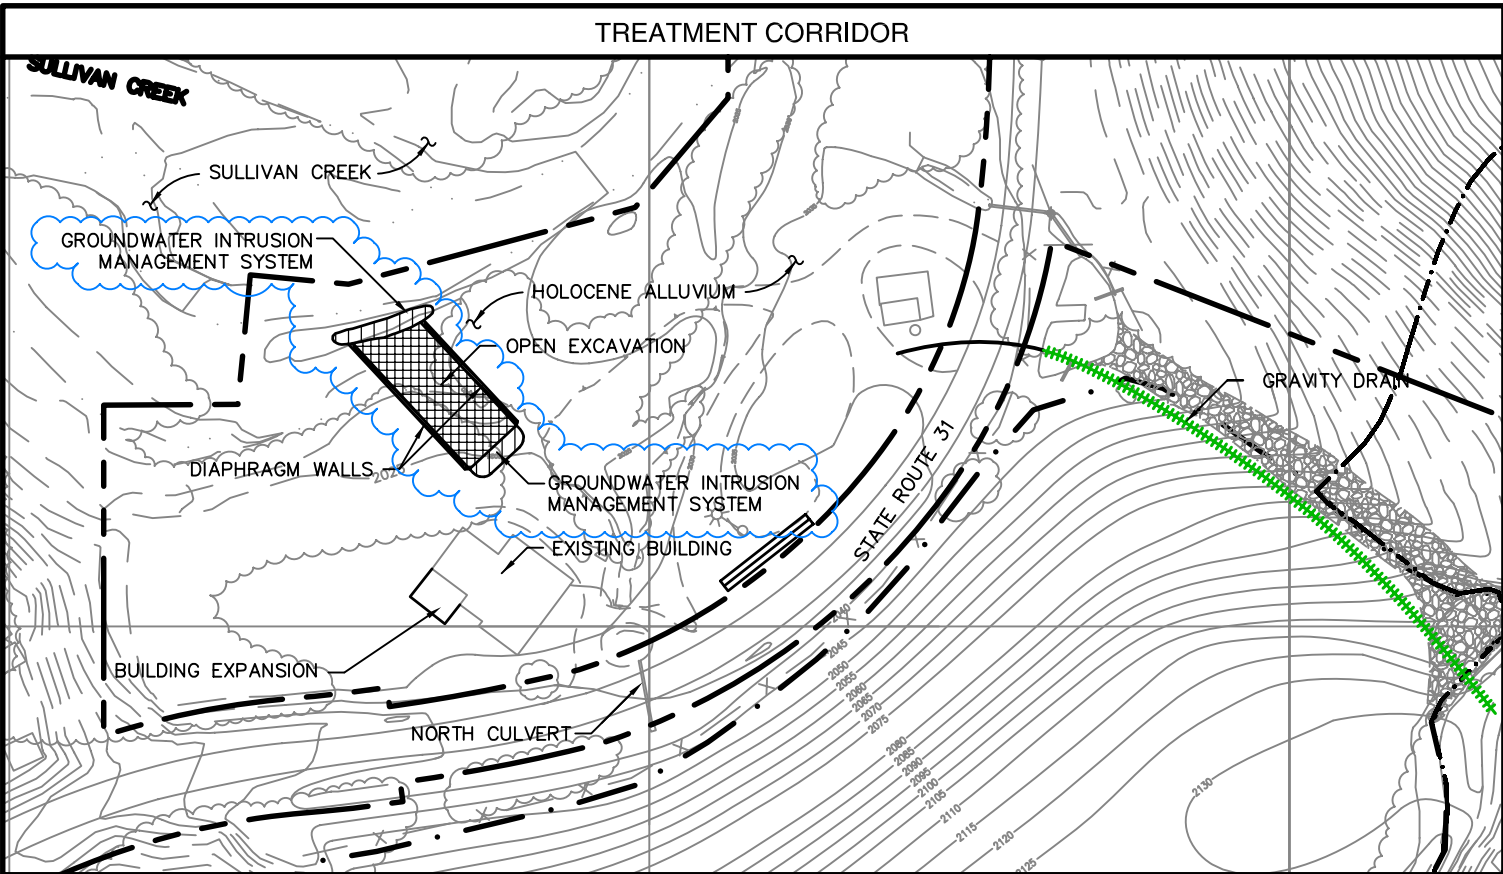 TREATMENT CORRIDOR
SULLIVAN CREEK
SULLIVAN CREEK
GROUNDWATER INTRUSION
MANAGEMENT SYSTEM
HOLOCENE ALLUVIUM
OPEN EXCAVATION
GRAVITY DRAIN
DIAPHRAGM WALLS
GROUNDWATER INTRUSION
MANAGEMENT SYSTEM
STATE ROUTE 31
EXISTING BUILDING
BUILDING EXPANSION
NORTH CULVERT
2040
2045
2050
2055
2060
2065
2070
2075
2080
2085
2090
2095
2100
2105
2110
2115
2120
2125
2130